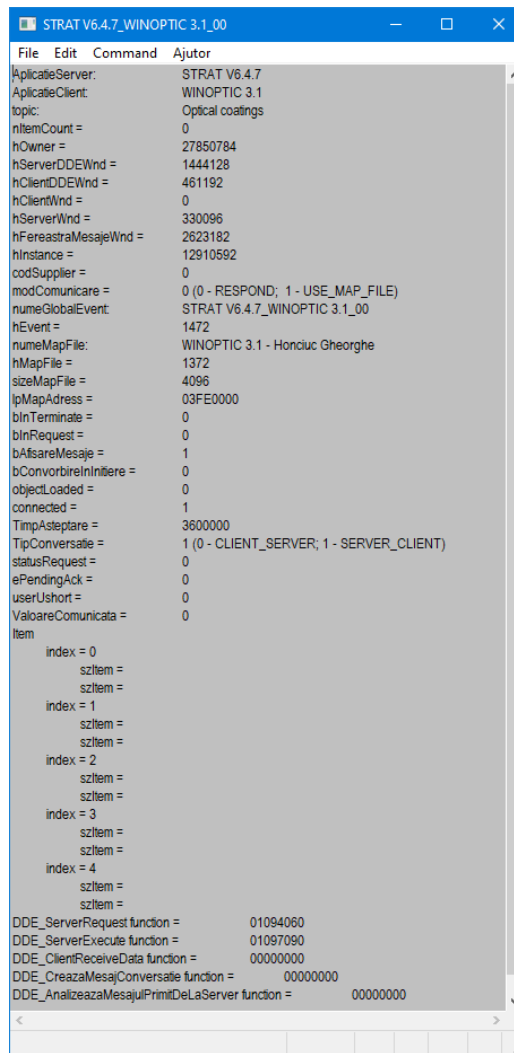 STRAT V6.4.7_WINOPTIC 3.1_00
File Edit Command Ajutor
AplicatieServer: STRAT V6.4.7
AplicatieClient: WINOPTIC 3.1
topic: Optical coatings
nItemCount = 0
hOwner = 27850784
hServerDDEWnd = 1444128
hClientDDEWnd = 461192
hClientWnd = 0
hServerWnd = 330096
hFereastraMesajeWnd = 2623182
hInstance = 12910592
codSupplier = 0
modComunicare = 0 (0 - RESPOND; 1 - USE_MAP_FILE)
numeGlobalEvent: STRAT V6.4.7_WINOPTIC 3.1_00
hEvent = 1472
numeMapFile: WINOPTIC 3.1 - Honciuc Gheorghe
hMapFile = 1372
sizeMapFile = 4096
lpMapAdress = 03FE0000
bInTerminate = 0
bInRequest = 0
bAfisareMesaje = 1
bConvorbireInInitiere = 0
objectLoaded = 0
connected = 1
TimpAsteptare = 3600000
TipConversatie = 1 (0 - CLIENT_SERVER; 1 - SERVER_CLIENT)
statusRequest = 0
ePendingAck = 0
userUshort = 0
ValoareComunicata = 0
Item
index = 0
szItem =
szItem =
index = 1
szItem =
szItem =
index = 2
szItem =
szItem =
index = 3
szItem =
szItem =
index = 4
szItem =
szItem =
DDE_ServerRequest function = 01094060
DDE_ServerExecute function = 01097090
DDE_ClientReceiveData function = 00000000
DDE_CreazaMesajConversatie function = 00000000
DDE_AnalizeazaMesajulPrimitDeLaServer function = 00000000